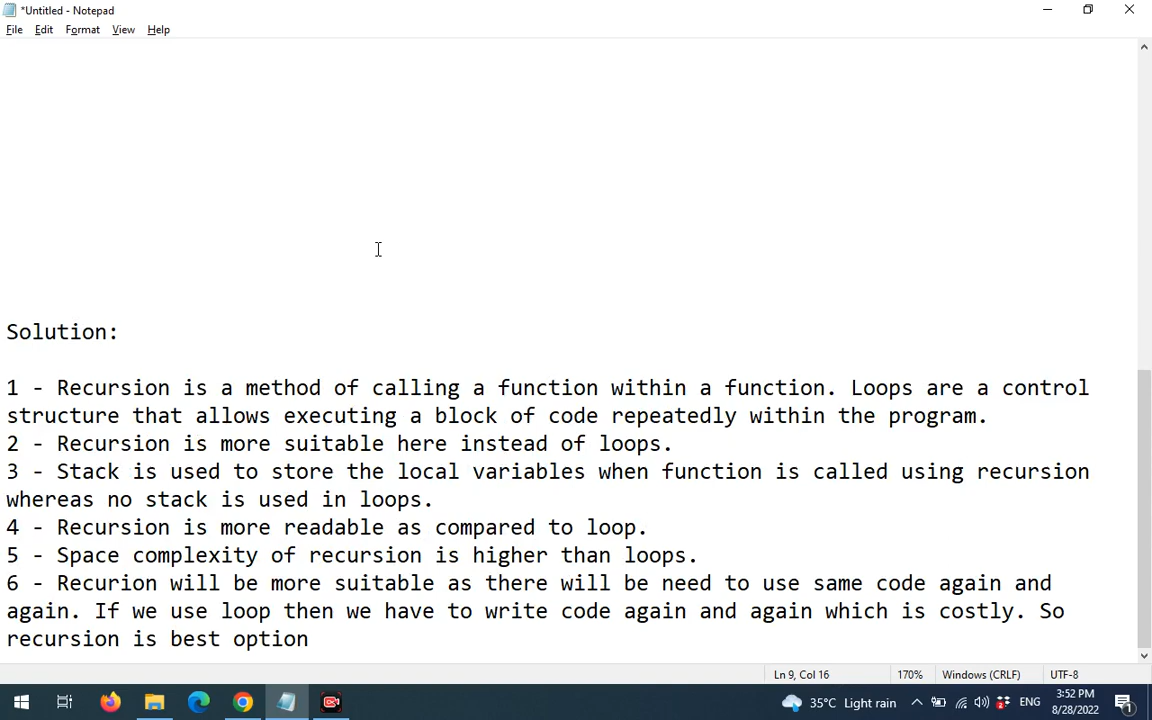 *Untitled - Notepad
File Edit Format View Help
Solution:
1 - Recursion is a method of calling a function within a function. Loops are a control
structure that allows executing a block of code repeatedly within the program.
2 - Recursion is more suitable here instead of loops.
3 - Stack is used to store the local variables when function is called using recursion
whereas no stack is used in loops.
4 - Recursion is more readable as compared to loop.
5 - Space complexity of recursion is higher than loops.
6 - Recurion will be more suitable as there will be need to use same code again and
again. If we use loop then we have to write code again and again which is costly. So
recursion is best option
Ln 9, Col 16 170% Windows (CRLF) UTF-8
35°C Light rain ENG 3:52 PM
8/28/2022 1